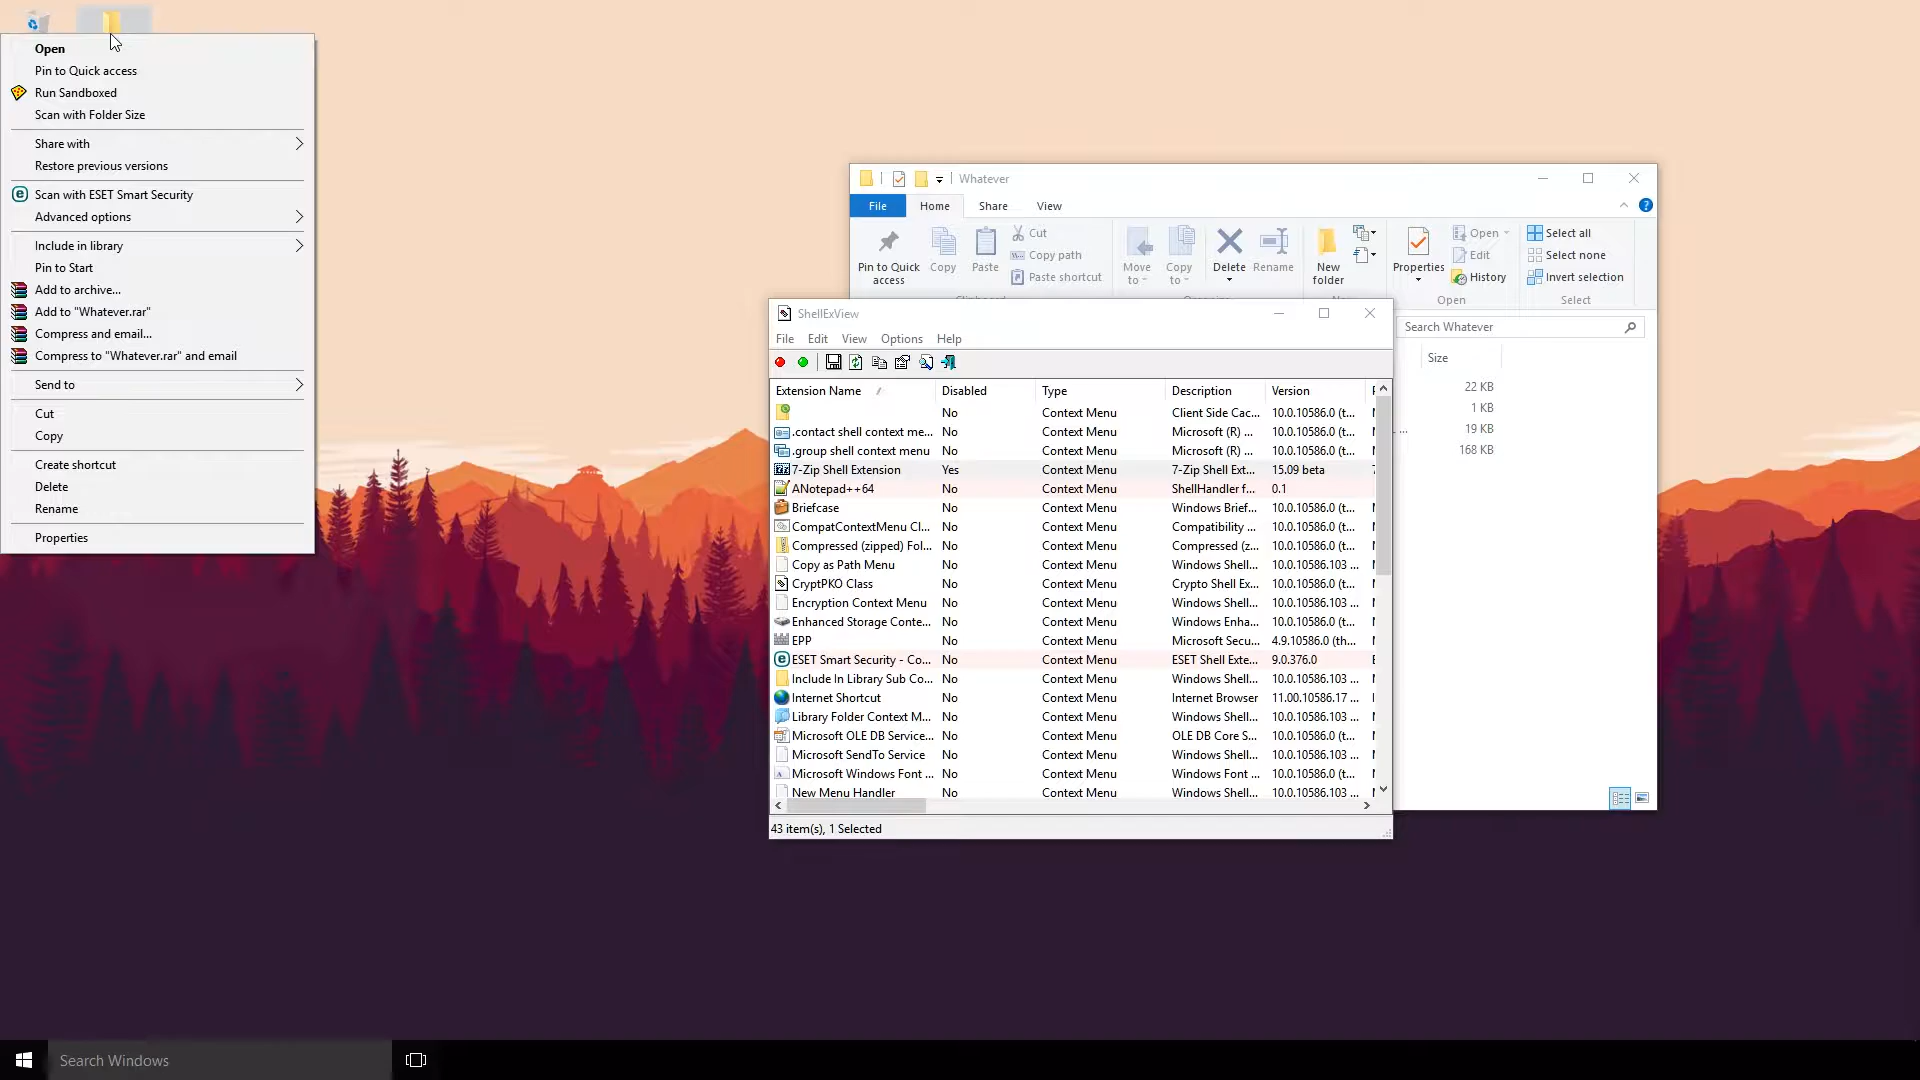 Open
Pin to Quick access
Run Sandboxed
Scan with Folder Size
Share with
Restore previous versions
Scan with ESET Smart Security
Advanced options
Include in library
Pin to Start
Add to archive...
Add to "Whatever.rar"
Compress and email...
Compress to "Whatever.rar" and email
Send to
Cut
Copy
Create shortcut
Delete
Rename
Properties
Whatever
File Home Share View
Pin to Quick access
Copy
Paste
Cut
Copy path
Paste shortcut
Move to
Copy to
Delete
Rename
New folder
Properties
Open
Edit
History
Open
Select all
Select none
Invert selection
Select
Search Whatever
Size
22 KB
1 KB
19 KB
168 KB
ShellExView
File Edit View Options Help
Extension Name Disabled Type Description Version
No Context Menu Client Side Cac... 10.0.10586.0 (t...
.contact shell context me... No Context Menu Microsoft (R) ... 10.0.10586.0 (t...
.group shell context menu No Context Menu Microsoft (R) ... 10.0.10586.0 (t...
7-Zip Shell Extension Yes Context Menu 7-Zip Shell Ext... 15.09 beta
ANotepad++64 No Context Menu ShellHandler f... 0.1
Briefcase No Context Menu Windows Brief... 10.0.10586.0 (t...
CompatContextMenu Cl... No Context Menu Compatibility ... 10.0.10586.0 (t...
Compressed (zipped) Fol... No Context Menu Compressed (z... 10.0.10586.0 (t...
Copy as Path Menu No Context Menu Windows Shell... 10.0.10586.103 ...
CryptPKO Class No Context Menu Crypto Shell Ex... 10.0.10586.0 (t...
Encryption Context Menu No Context Menu Windows Shell... 10.0.10586.103 ...
Enhanced Storage Conte... No Context Menu Windows Enha... 10.0.10586.0 (t...
EPP No Context Menu Microsoft Secu... 4.9.10586.0 (th...
ESET Smart Security - Co... No Context Menu ESET Shell Exte... 9.0.376.0
Include In Library Sub Co... No Context Menu Windows Shell... 10.0.10586.103 ...
Internet Shortcut No Context Menu Internet Browser 11.00.10586.17 ...
Library Folder Context M... No Context Menu Windows Shell... 10.0.10586.103 ...
Microsoft OLE DB Service... No Context Menu OLE DB Core S... 10.0.10586.0 (t...
Microsoft SendTo Service No Context Menu Windows Shell... 10.0.10586.103 ...
Microsoft Windows Font ... No Context Menu Windows Font ... 10.0.10586.0 (t...
New Menu Handler No Context Menu Windows Shell... 10.0.10586.103 ...
43 item(s), 1 Selected
Search Windows